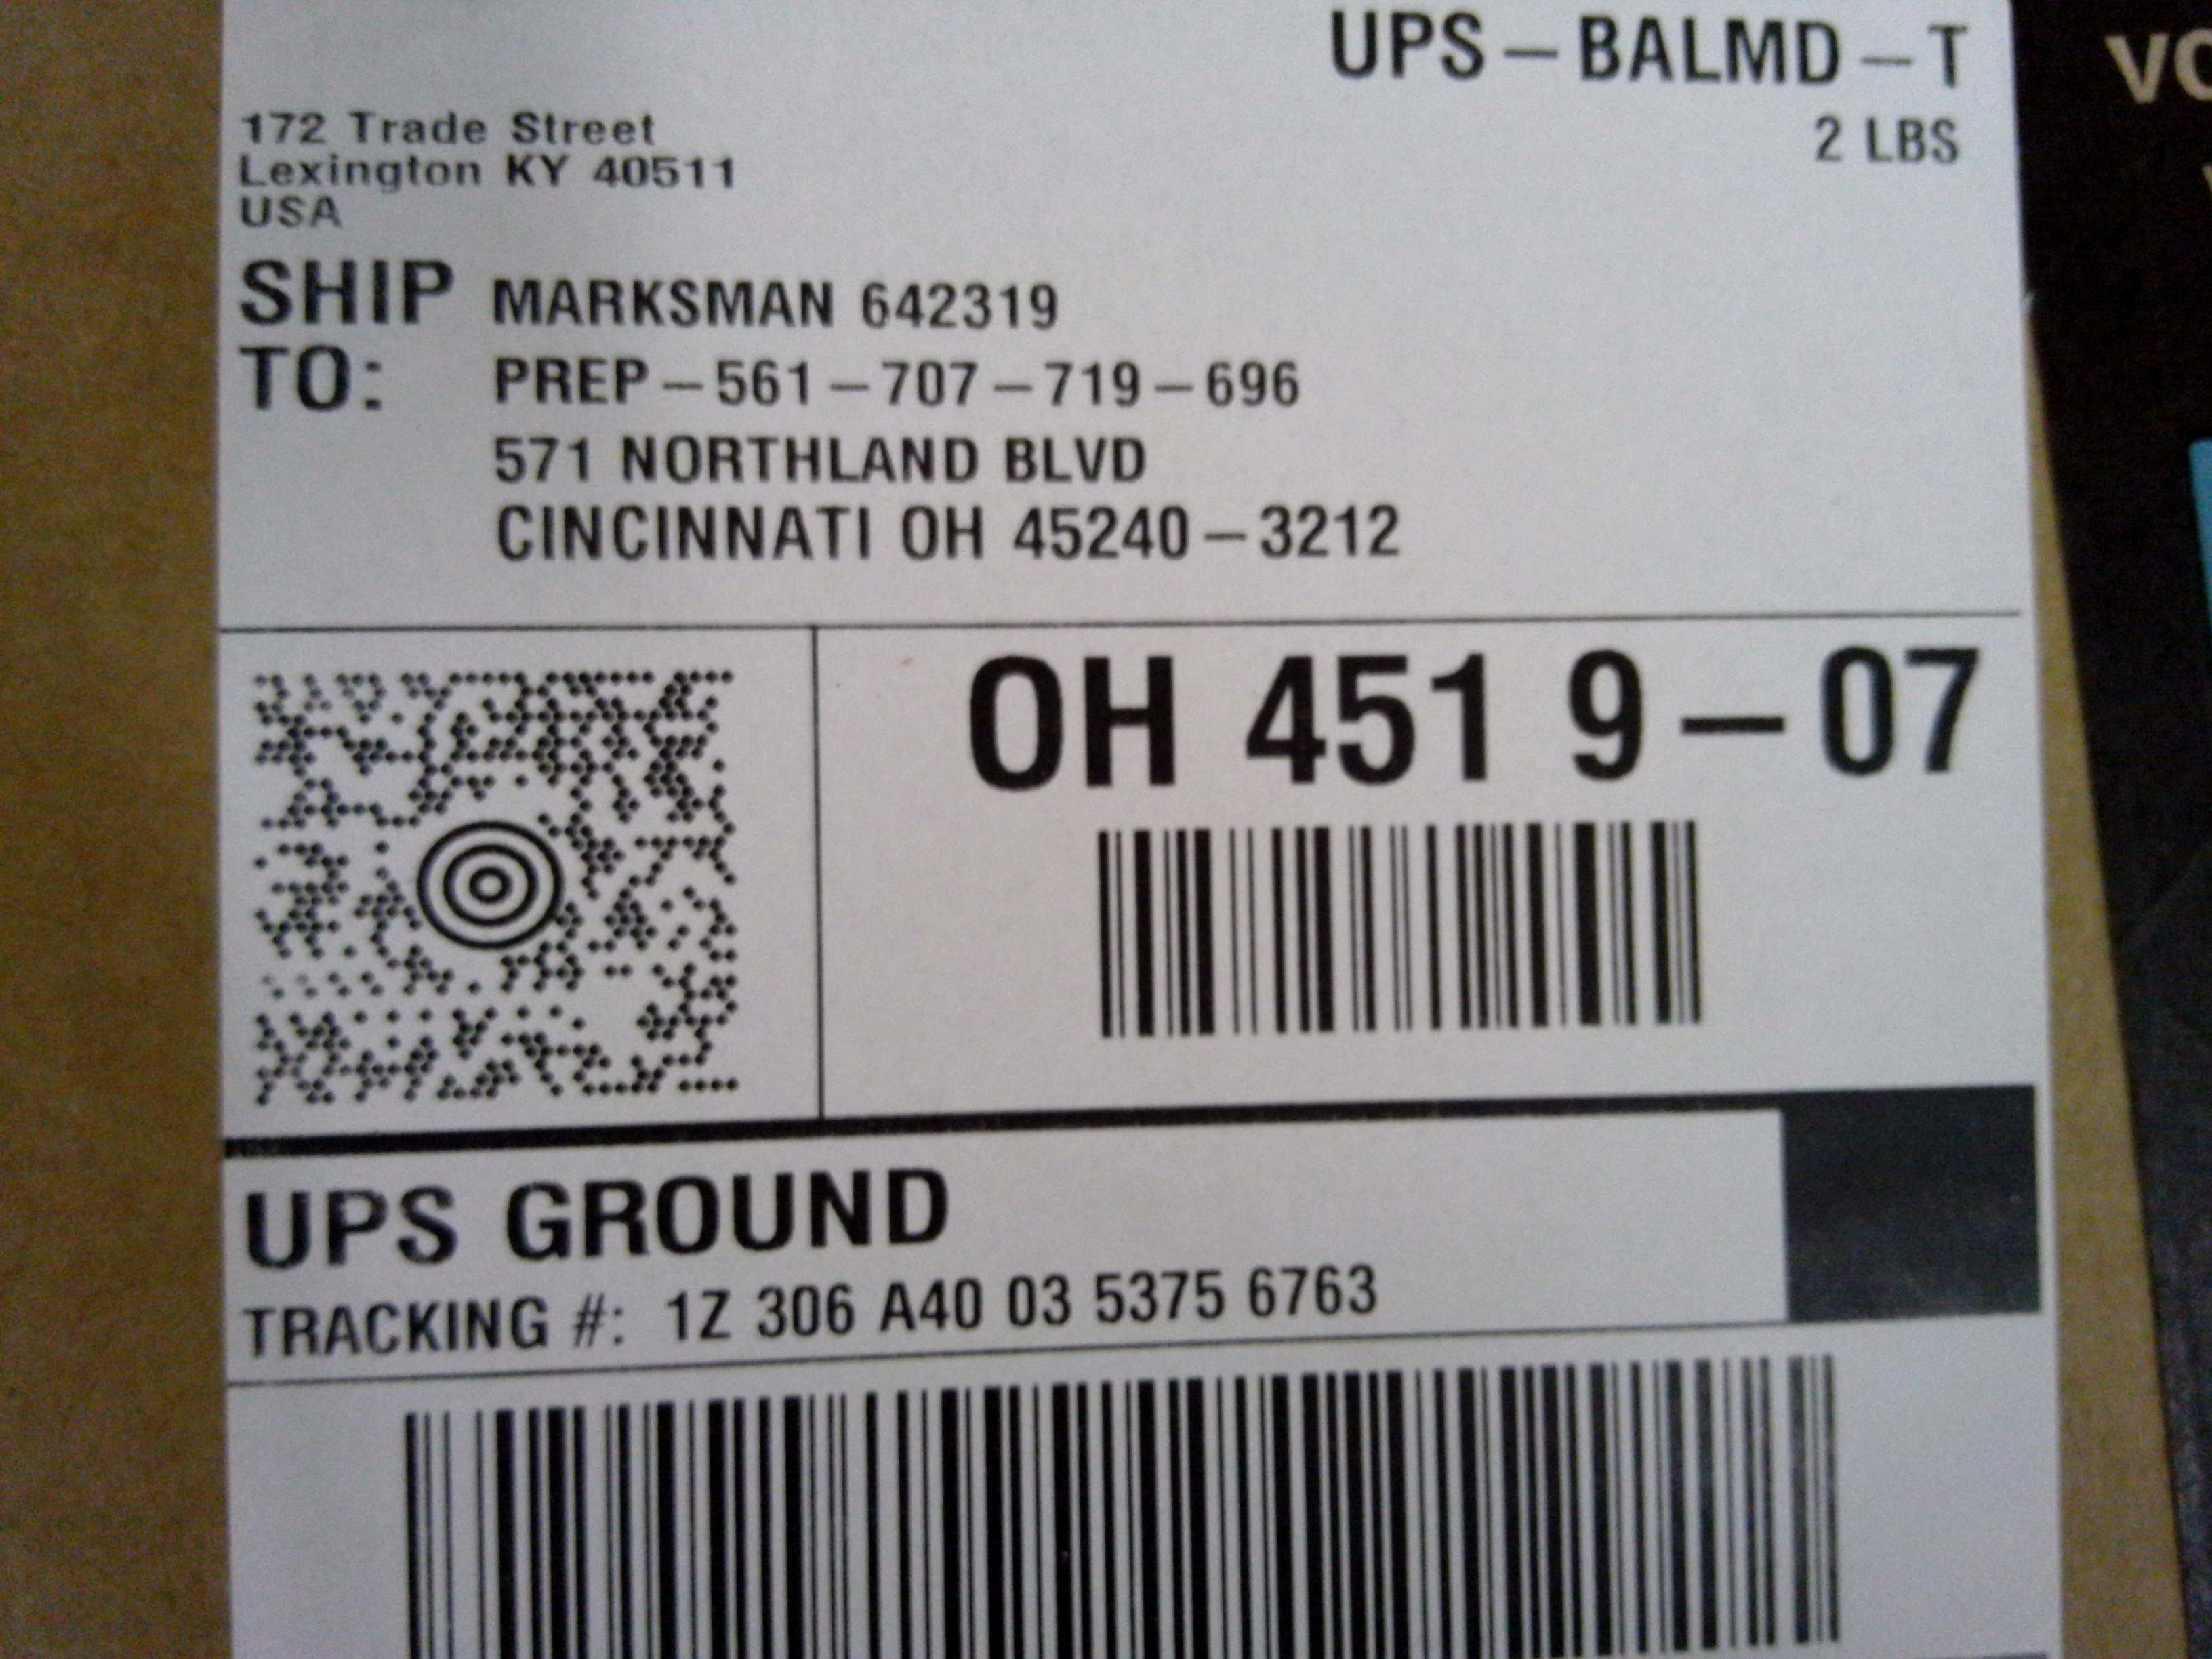 UPS-BALMD-T
2 LBS
172 Trade Street
Lexington KY 40511
USA
SHIP TO:
MARKSMAN 642319
PREP-561-707-719-696
571 NORTHLAND BLVD
CINCINNATI OH 45240-3212
OH 451 9-07
UPS GROUND
TRACKING #: 1Z 306 A40 03 5375 6763